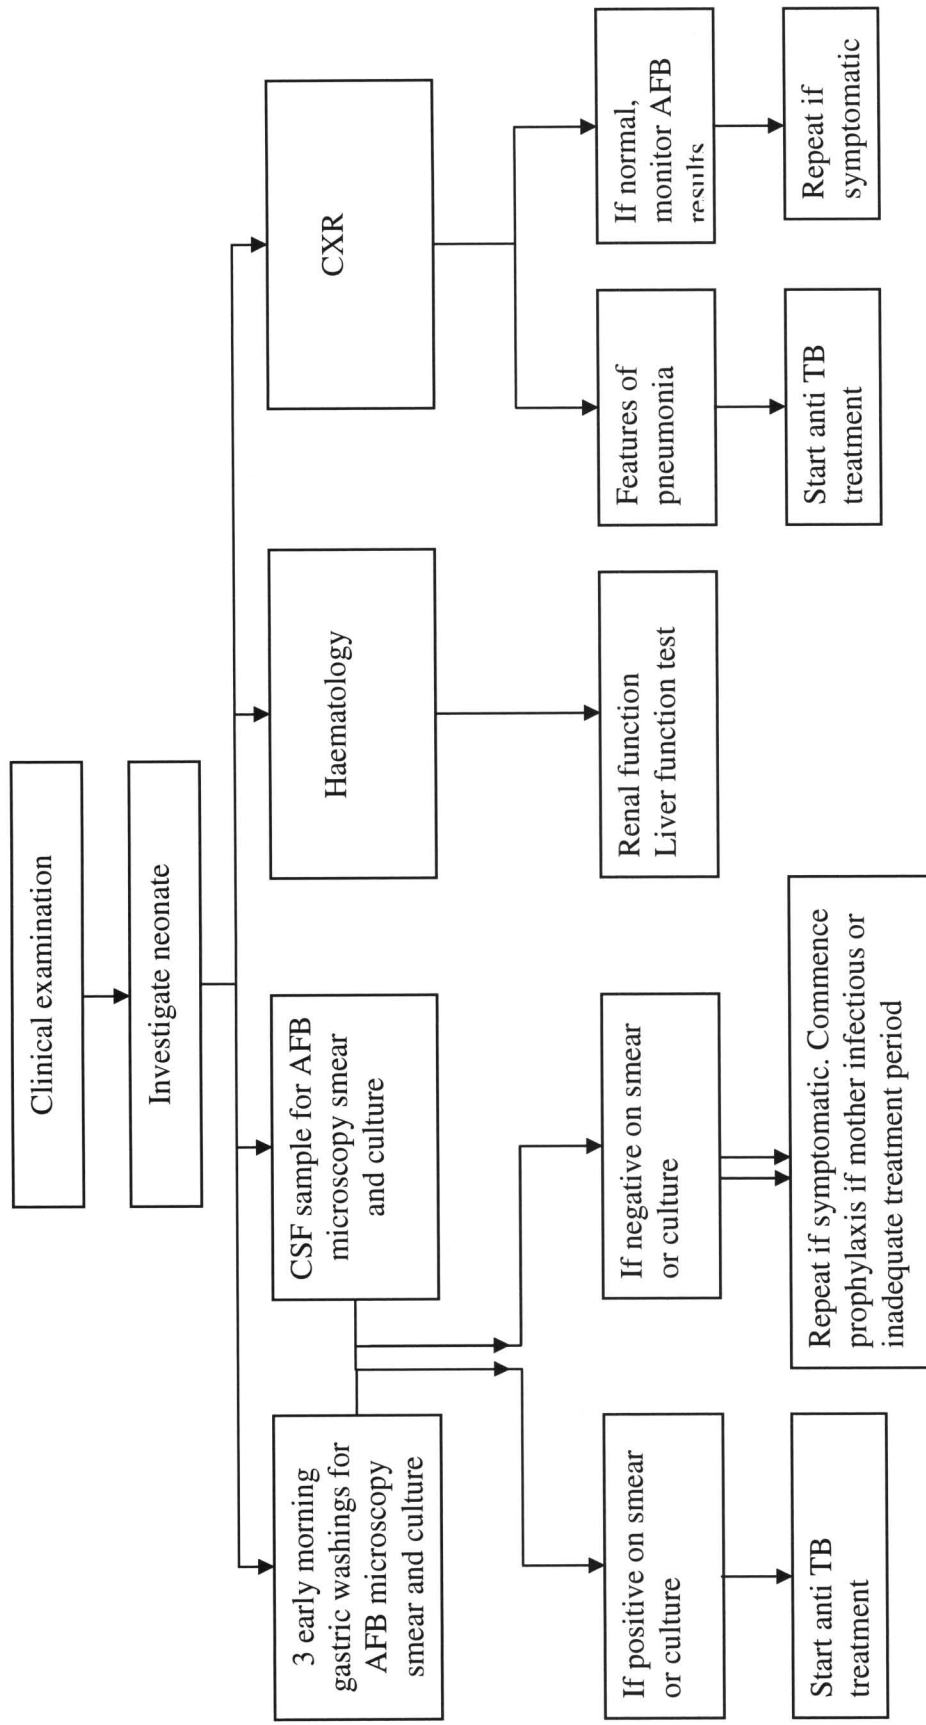 Clinical examination
Investigate neonate
3 early morning
gastric washings for
AFB microscopy
smear and culture
CSF sample for AFB
microscopy smear
and culture
Haematology
CXR
If positive on smear
or culture
If negative on smear
or culture
Renal function
Liver function test
Features of
pneumonia
If normal,
monitor AFB
results
Start anti TB
treatment
Repeat if symptomatic. Commence
prophylaxis if mother infectious or
inadequate treatment period
Start anti TB
treatment
Repeat if
symptomatic